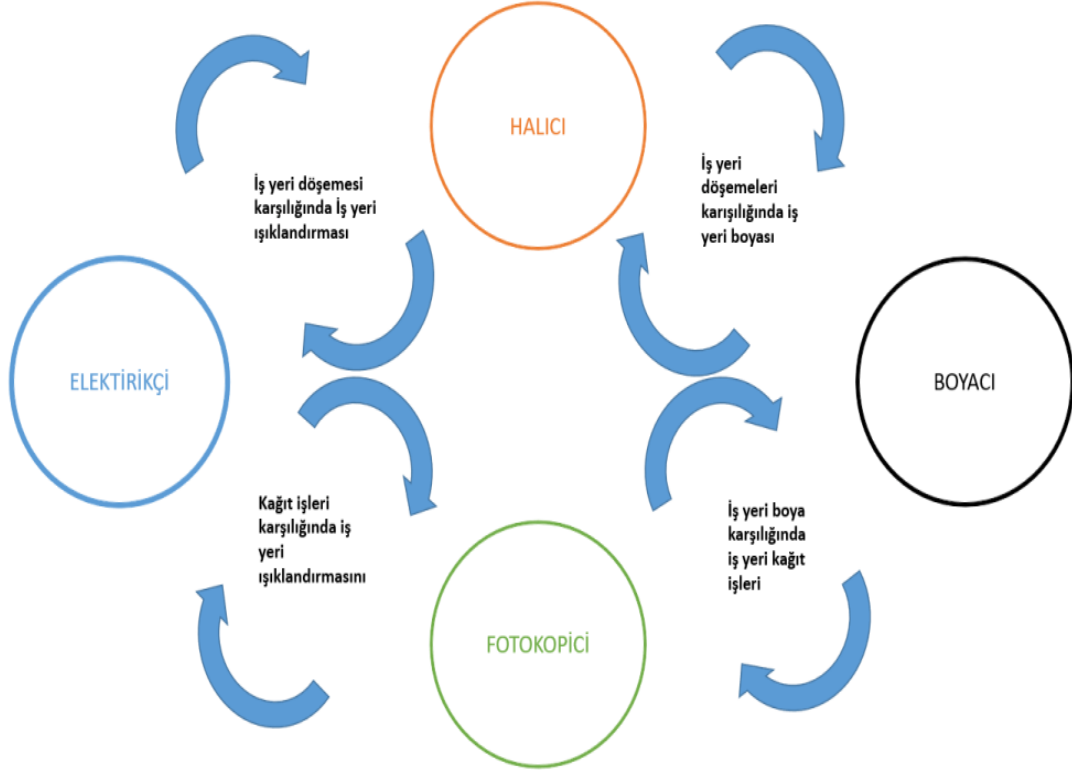 HALICI
İş yeri döşemesi
karşılığında İş yeri
ışıklandırması
İş yeri
döşemeleri
karışılığında iş
yeri boyası
ELEKTİRİKÇİ
BOYACI
Kağıt işleri
karşılığında iş
yeri
ışıklandırmasını
İş yeri boya
karşılığında
iş yeri kağıt
işleri
FOTOKOPİCİ